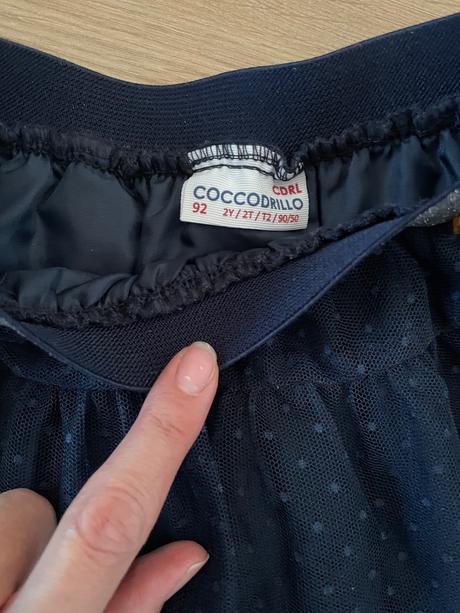 CDRL
COCCODRILLO
92 2Y / 2T / T2 / 90/50